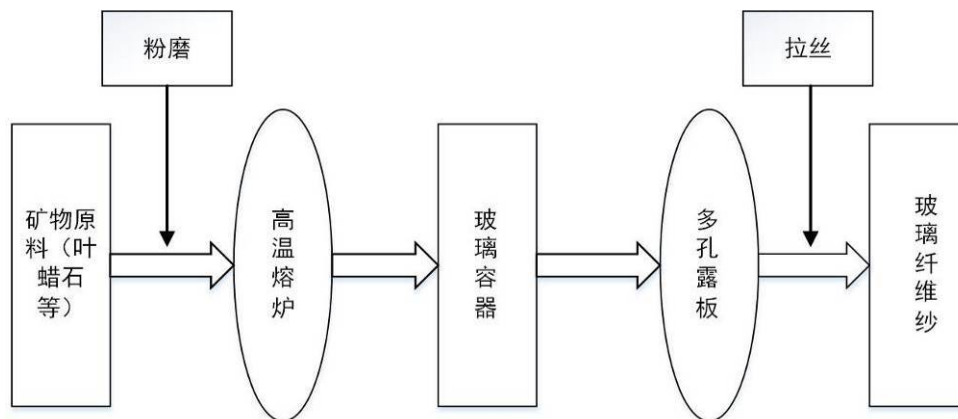 粉磨
拉丝
矿物原
料（叶
蜡石
等）
高
温
熔
炉
玻
璃
容
器
多
孔
露
板
玻
璃
纤
维
纱